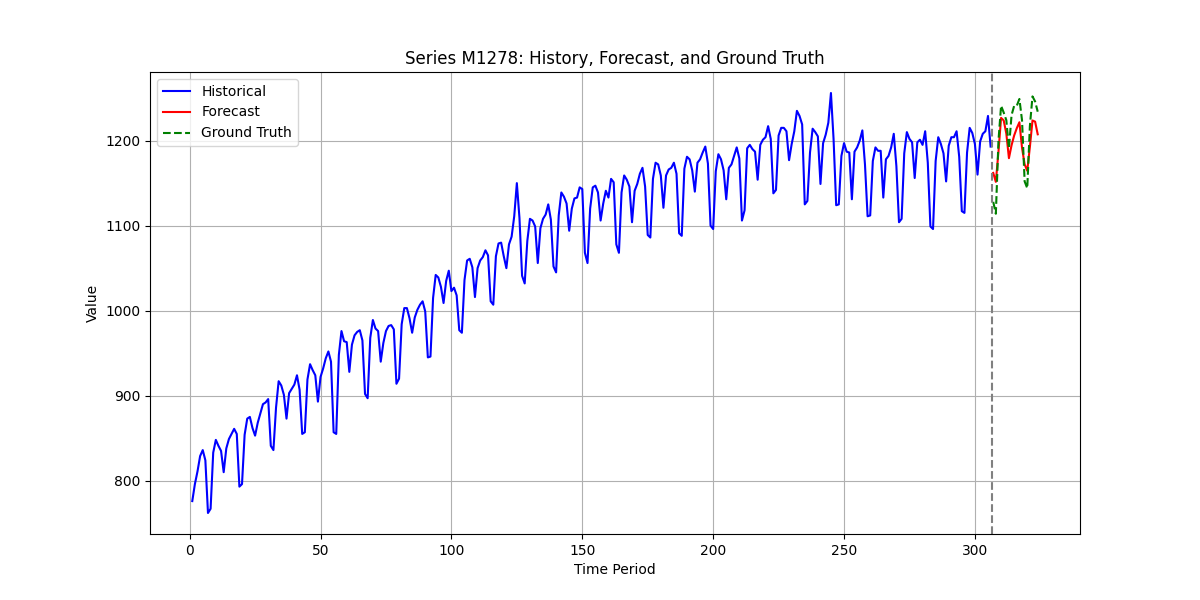 Series M1278: History, Forecast, and Ground Truth
Historical
Forecast
Ground Truth
Value
1200
1100
1000
900
800
0 50 100 150 200 250 300
Time Period